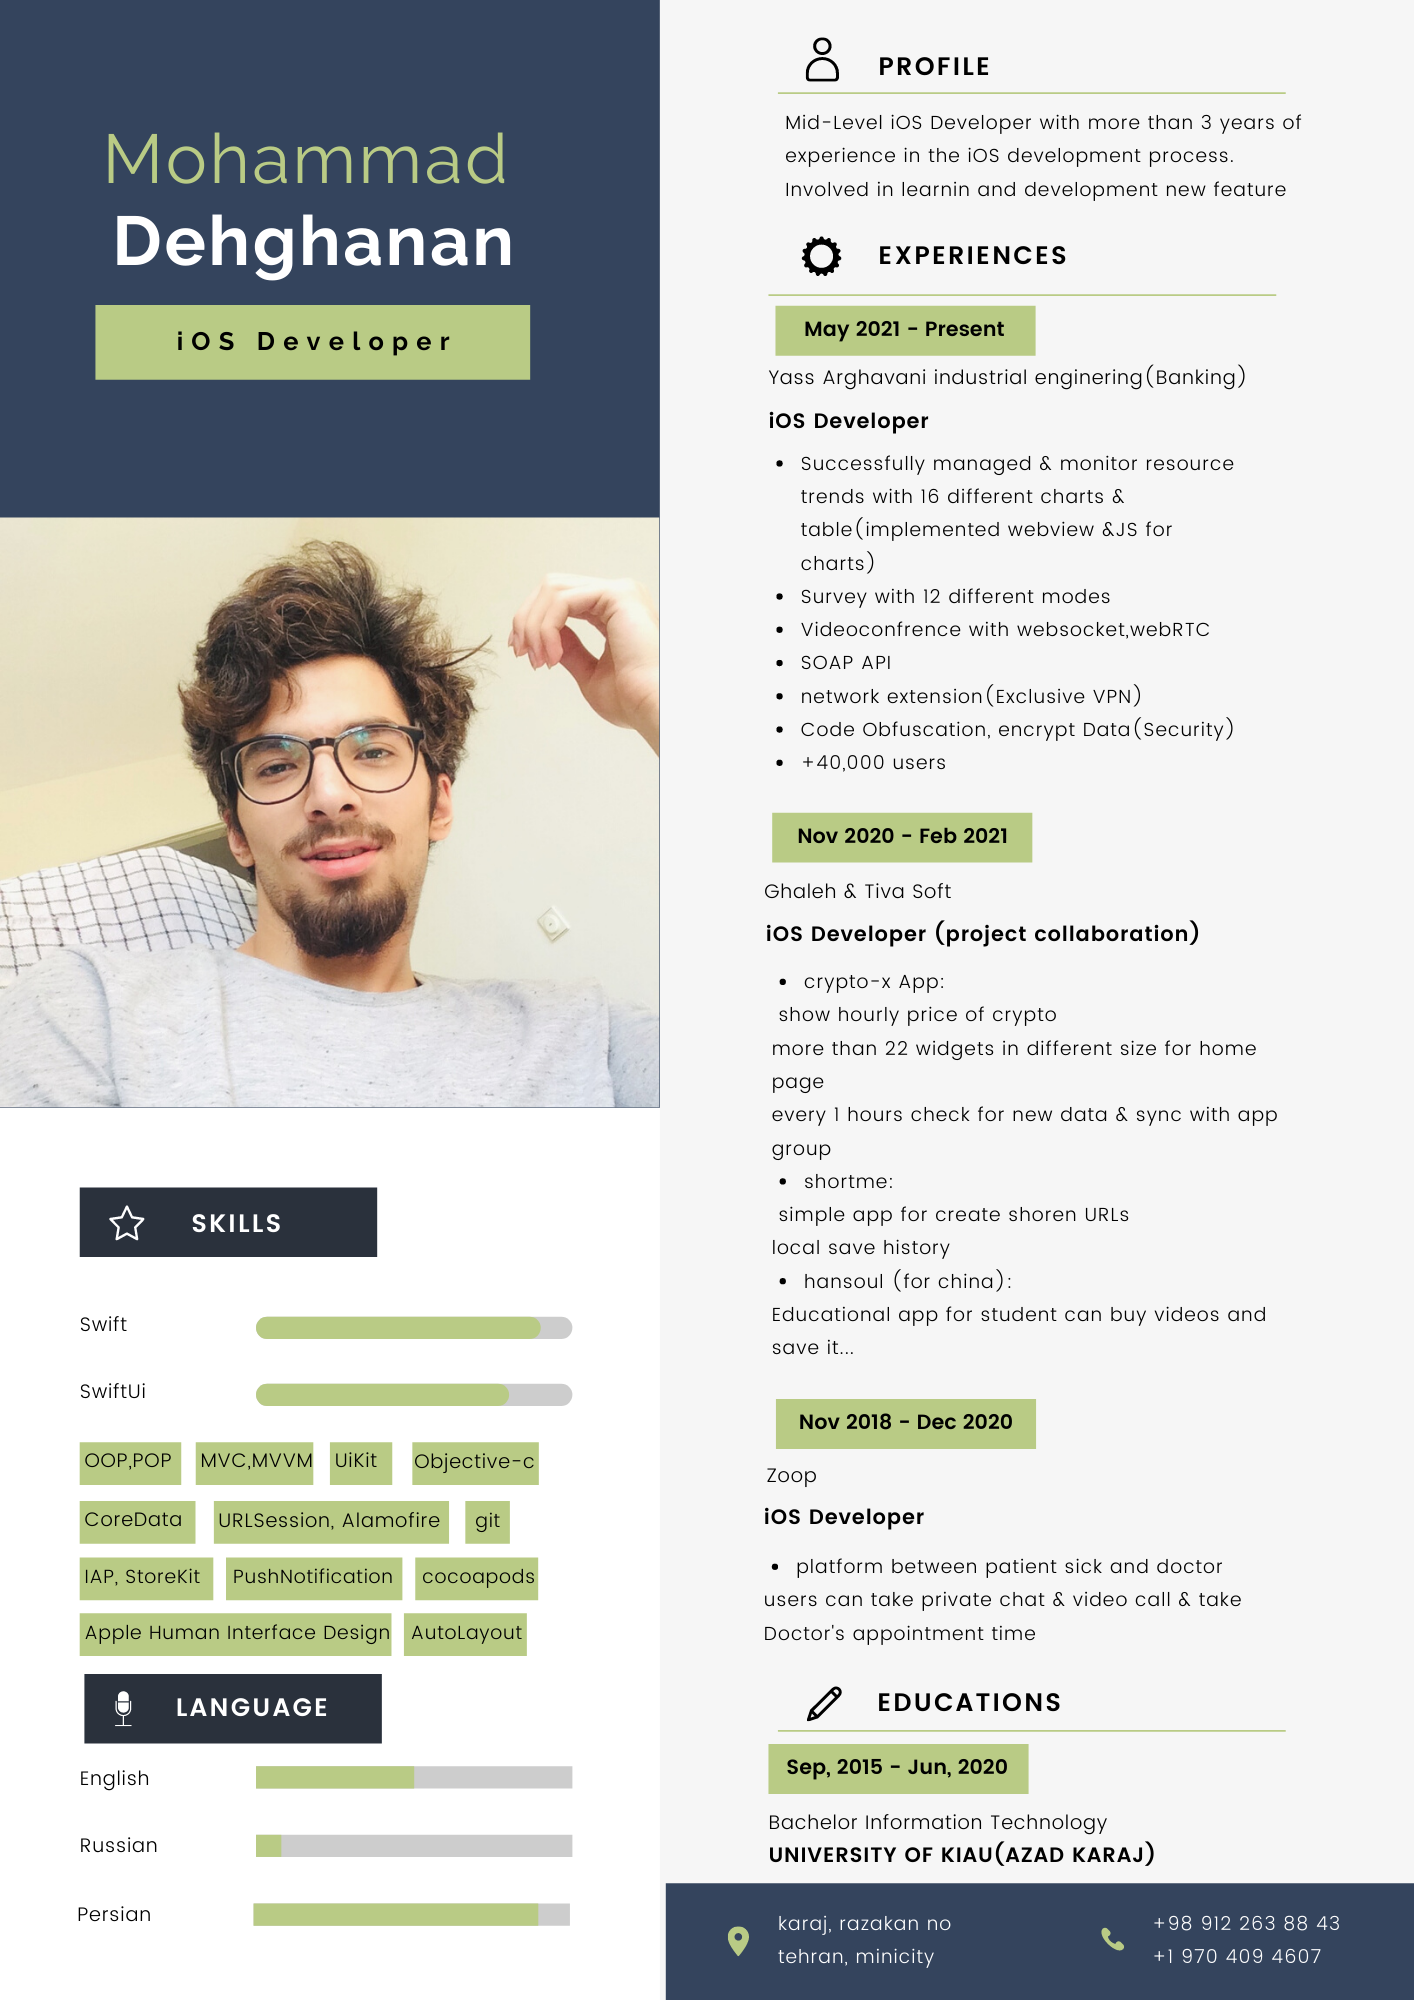 Mohammad
Dehghanan
iOS Developer
SKILLS
Swift
SwiftUi
OOP,POP MVC,MVVM UiKit Objective-c
CoreData URLSession, Alamofire git
IAP, StoreKit PushNotification cocoapods
Apple Human Interface Design AutoLayout
LANGUAGE
English
Russian
Persian
PROFILE
Mid-Level iOS Developer with more than 3 years of
experience in the iOS development process.
Involved in learnin and development new feature
EXPERIENCES
May 2021 - Present
Yass Arghavani industrial enginering(Banking)
iOS Developer
• Successfully managed & monitor resource
trends with 16 different charts &
table(implemented webview &JS for
charts)
• Survey with 12 different modes
• Videoconfrence with websocket,webRTC
• SOAP API
• network extension(Exclusive VPN)
• Code Obfuscation, encrypt Data(Security)
• +40,000 users
Nov 2020 - Feb 2021
Ghaleh & Tiva Soft
iOS Developer (project collaboration)
• crypto-x App:
show hourly price of crypto
more than 22 widgets in different size for home
page
every 1 hours check for new data & sync with app
group
• shortme:
simple app for create shoren URLs
local save history
• hansoul (for china):
Educational app for student can buy videos and
save it...
Nov 2018 - Dec 2020
Zoop
iOS Developer
• platform between patient sick and doctor
users can take private chat & video call & take
Doctor's appointment time
EDUCATIONS
Sep, 2015 - Jun, 2020
Bachelor Information Technology
UNIVERSITY OF KIAU(AZAD KARAJ)
karaj, razakan no
tehran, minicity
+98 912 263 88 43
+1 970 409 4607